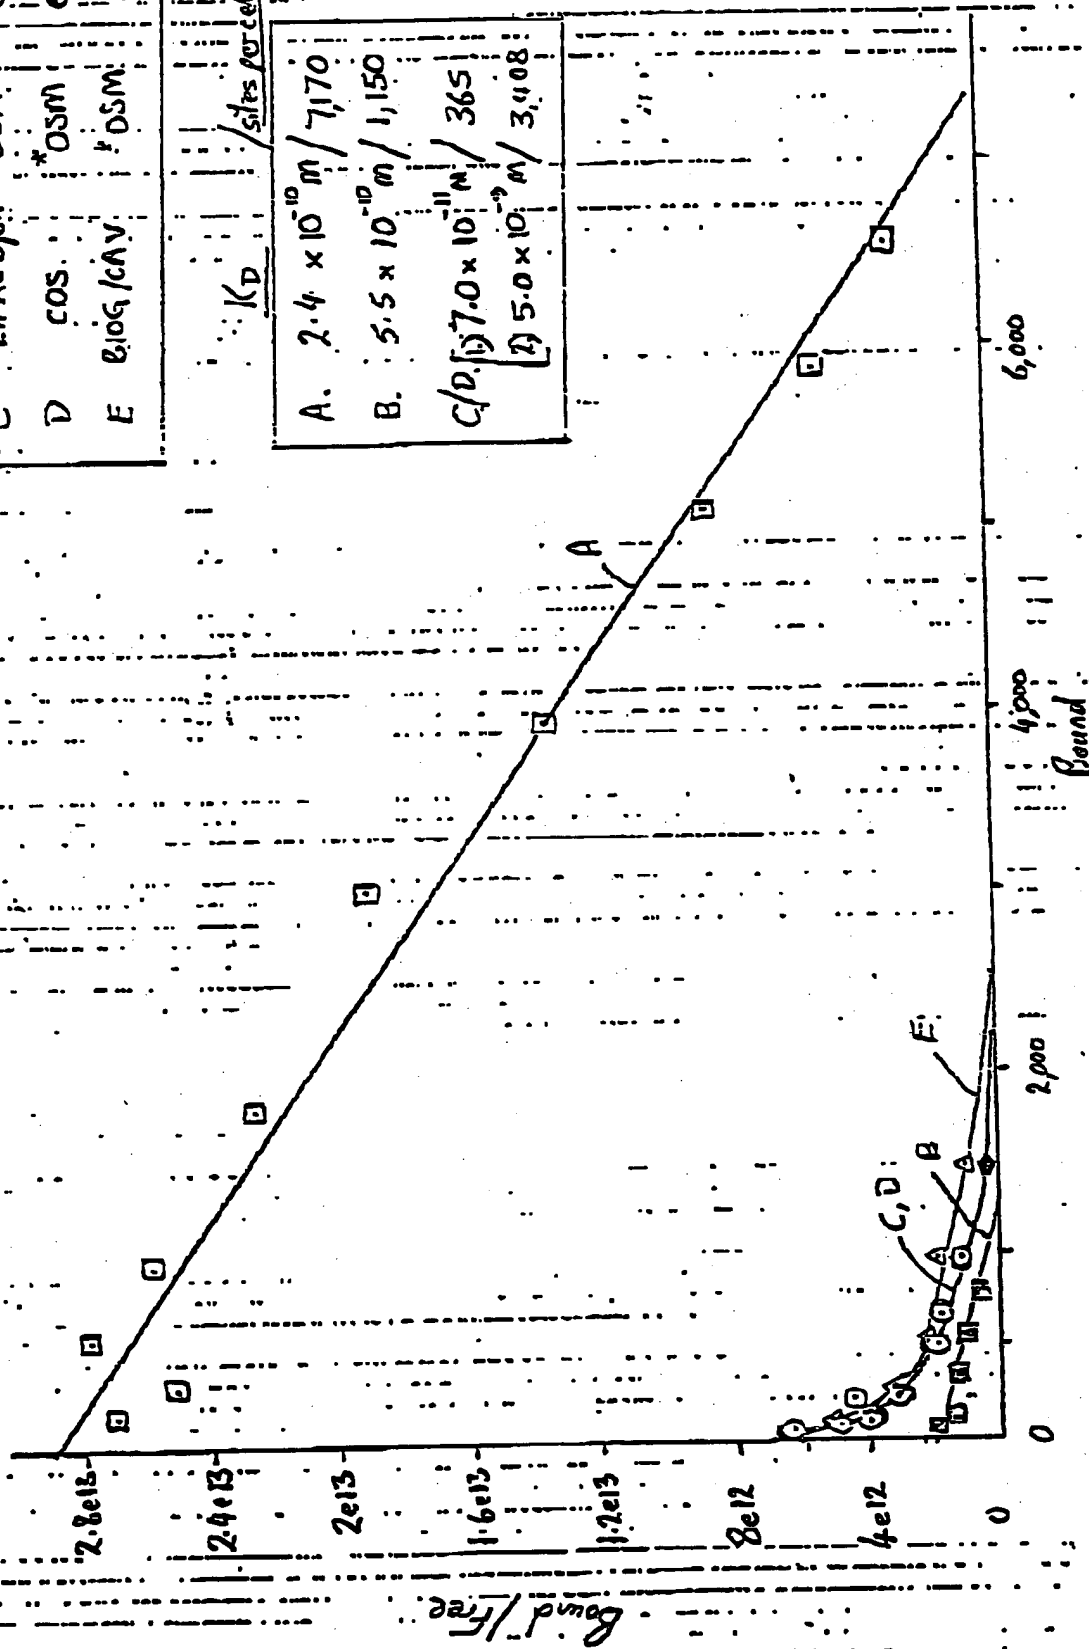 D COS. *OSM
E BIOG/CAV *OSM
KD / sites per cell
A. 2.4 x 10-10 M / 7,170
B. 5.5 x 10-10 M / 1,150
C/D. (1) 7.0 x 10-11 M / 365
(2) 5.0 x 10-9 M / 3,408
Bound / Free
2.8e13
2.4e13
2e13
1.6e13
1.2e13
8e12
4e12
0
A
C, D
B
E
0
2,000
4,000
6,000
Bound